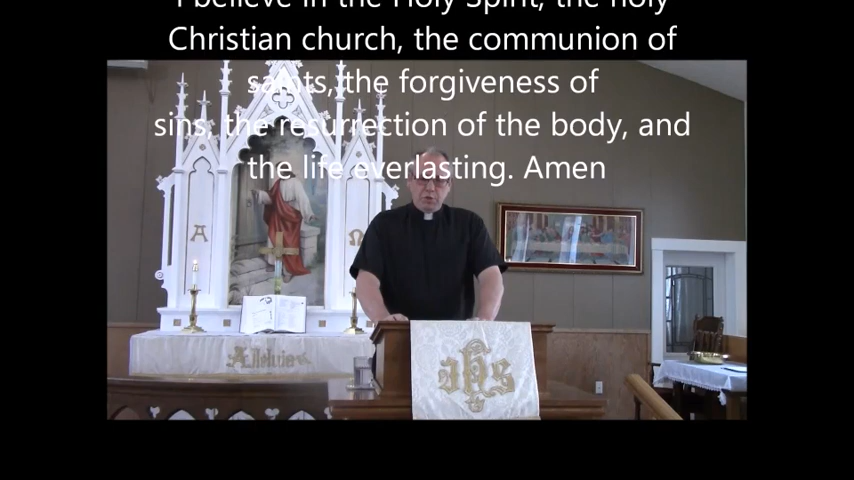 I believe in the Holy Spirit, the holy
Christian church, the communion of
saints, the forgiveness of
sins, the resurrection of the body, and
the life everlasting. Amen
Α
Ω
Alleluia
IHS